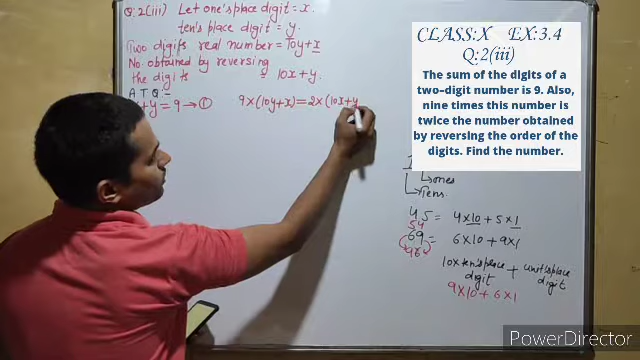 Q.2(iii) Let one's place digit = x.
ten's place digit = y.
Two digits real number = 10y + x
No. obtained by reversing
the digits = 10x + y.
A T Q :-
+ y = 9 → ①
9 × (10y + x) = 2 × (10x + y
CLASS:X EX:3.4
Q:2(iii)
The sum of the digits of a
two-digit number is 9. Also,
nine times this number is
twice the number obtained
by reversing the order of the
digits. Find the number.
ones
Tens
45 = 4×10 + 5×1
54
69 = 6×10 + 9×1
96
10× ten's place digit + unit's place digit
9×10 + 6×1
PowerDirector